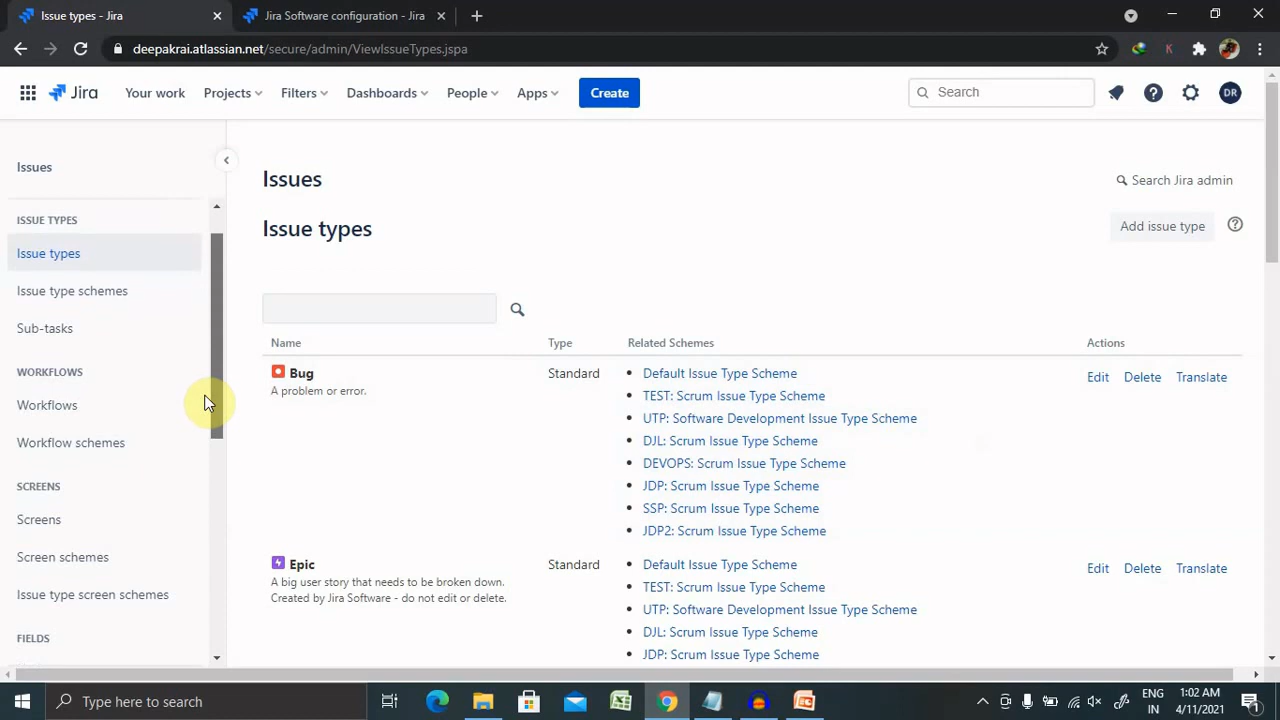 Issue types - Jira
Jira Software configuration - Jira
deepakrai.atlassian.net/secure/admin/ViewIssueTypes.jspa
K
Jira
Your work
Projects
Filters
Dashboards
People
Apps
Create
Search
DR
Issues
ISSUE TYPES
Issue types
Issue type schemes
Sub-tasks
WORKFLOWS
Workflows
Workflow schemes
SCREENS
Screens
Screen schemes
Issue type screen schemes
FIELDS
Issues
Search Jira admin
Issue types
Add issue type
Name Type Related Schemes Actions
Bug
A problem or error.
Standard
Default Issue Type Scheme
TEST: Scrum Issue Type Scheme
UTP: Software Development Issue Type Scheme
DJL: Scrum Issue Type Scheme
DEVOPS: Scrum Issue Type Scheme
JDP: Scrum Issue Type Scheme
SSP: Scrum Issue Type Scheme
JDP2: Scrum Issue Type Scheme
Edit Delete Translate
Epic
A big user story that needs to be broken down.
Created by Jira Software - do not edit or delete.
Standard
Default Issue Type Scheme
TEST: Scrum Issue Type Scheme
UTP: Software Development Issue Type Scheme
DJL: Scrum Issue Type Scheme
JDP: Scrum Issue Type Scheme
Edit Delete Translate
Type here to search
ENG
IN
1:02 AM
4/11/2021
1